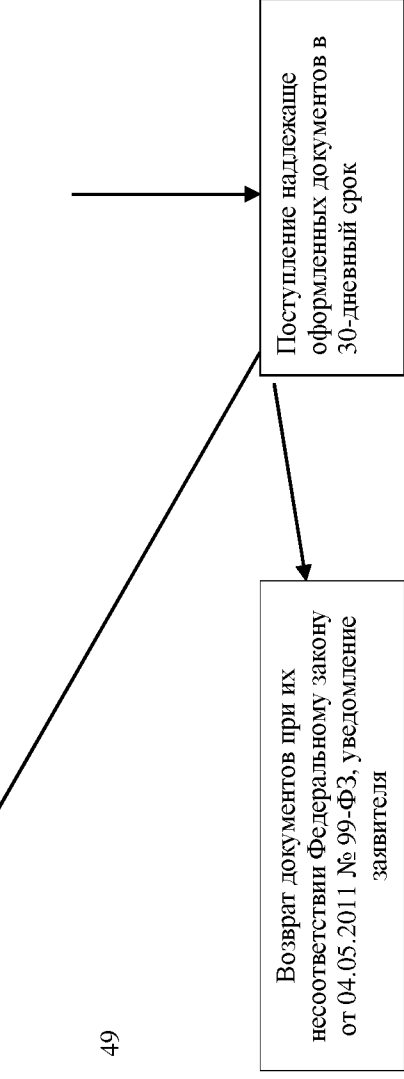 49
Возврат документов при их
несоответствии Федеральному закону
от 04.05.2011 № 99-ФЗ, уведомление
заявителя
Поступление надлежаще
оформленных документов в
30-дневный срок